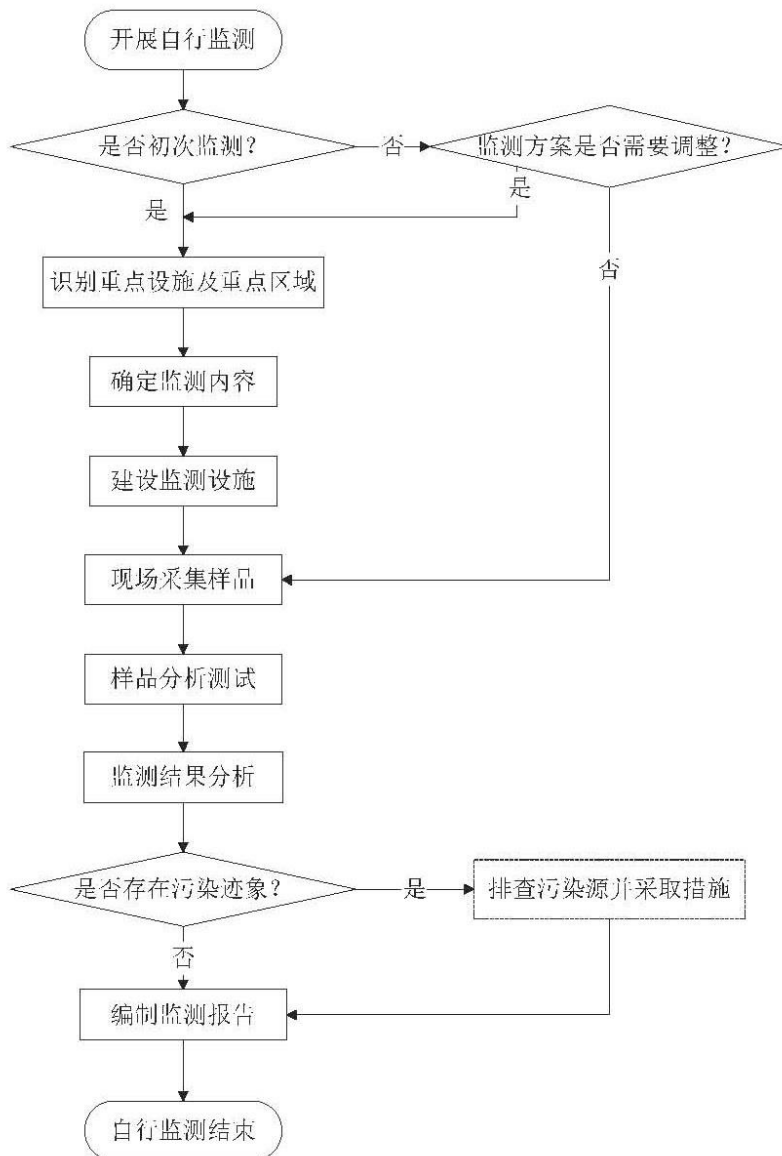 开展自行监测
是否初次监测?
否
监测方案是否需要调整?
是
是
否
识别重点设施及重点区域
确定监测内容
建设监测设施
现场采集样品
样品分析测试
监测结果分析
是否存在污染迹象?
是
排查污染源并采取措施
否
编制监测报告
自行监测结束